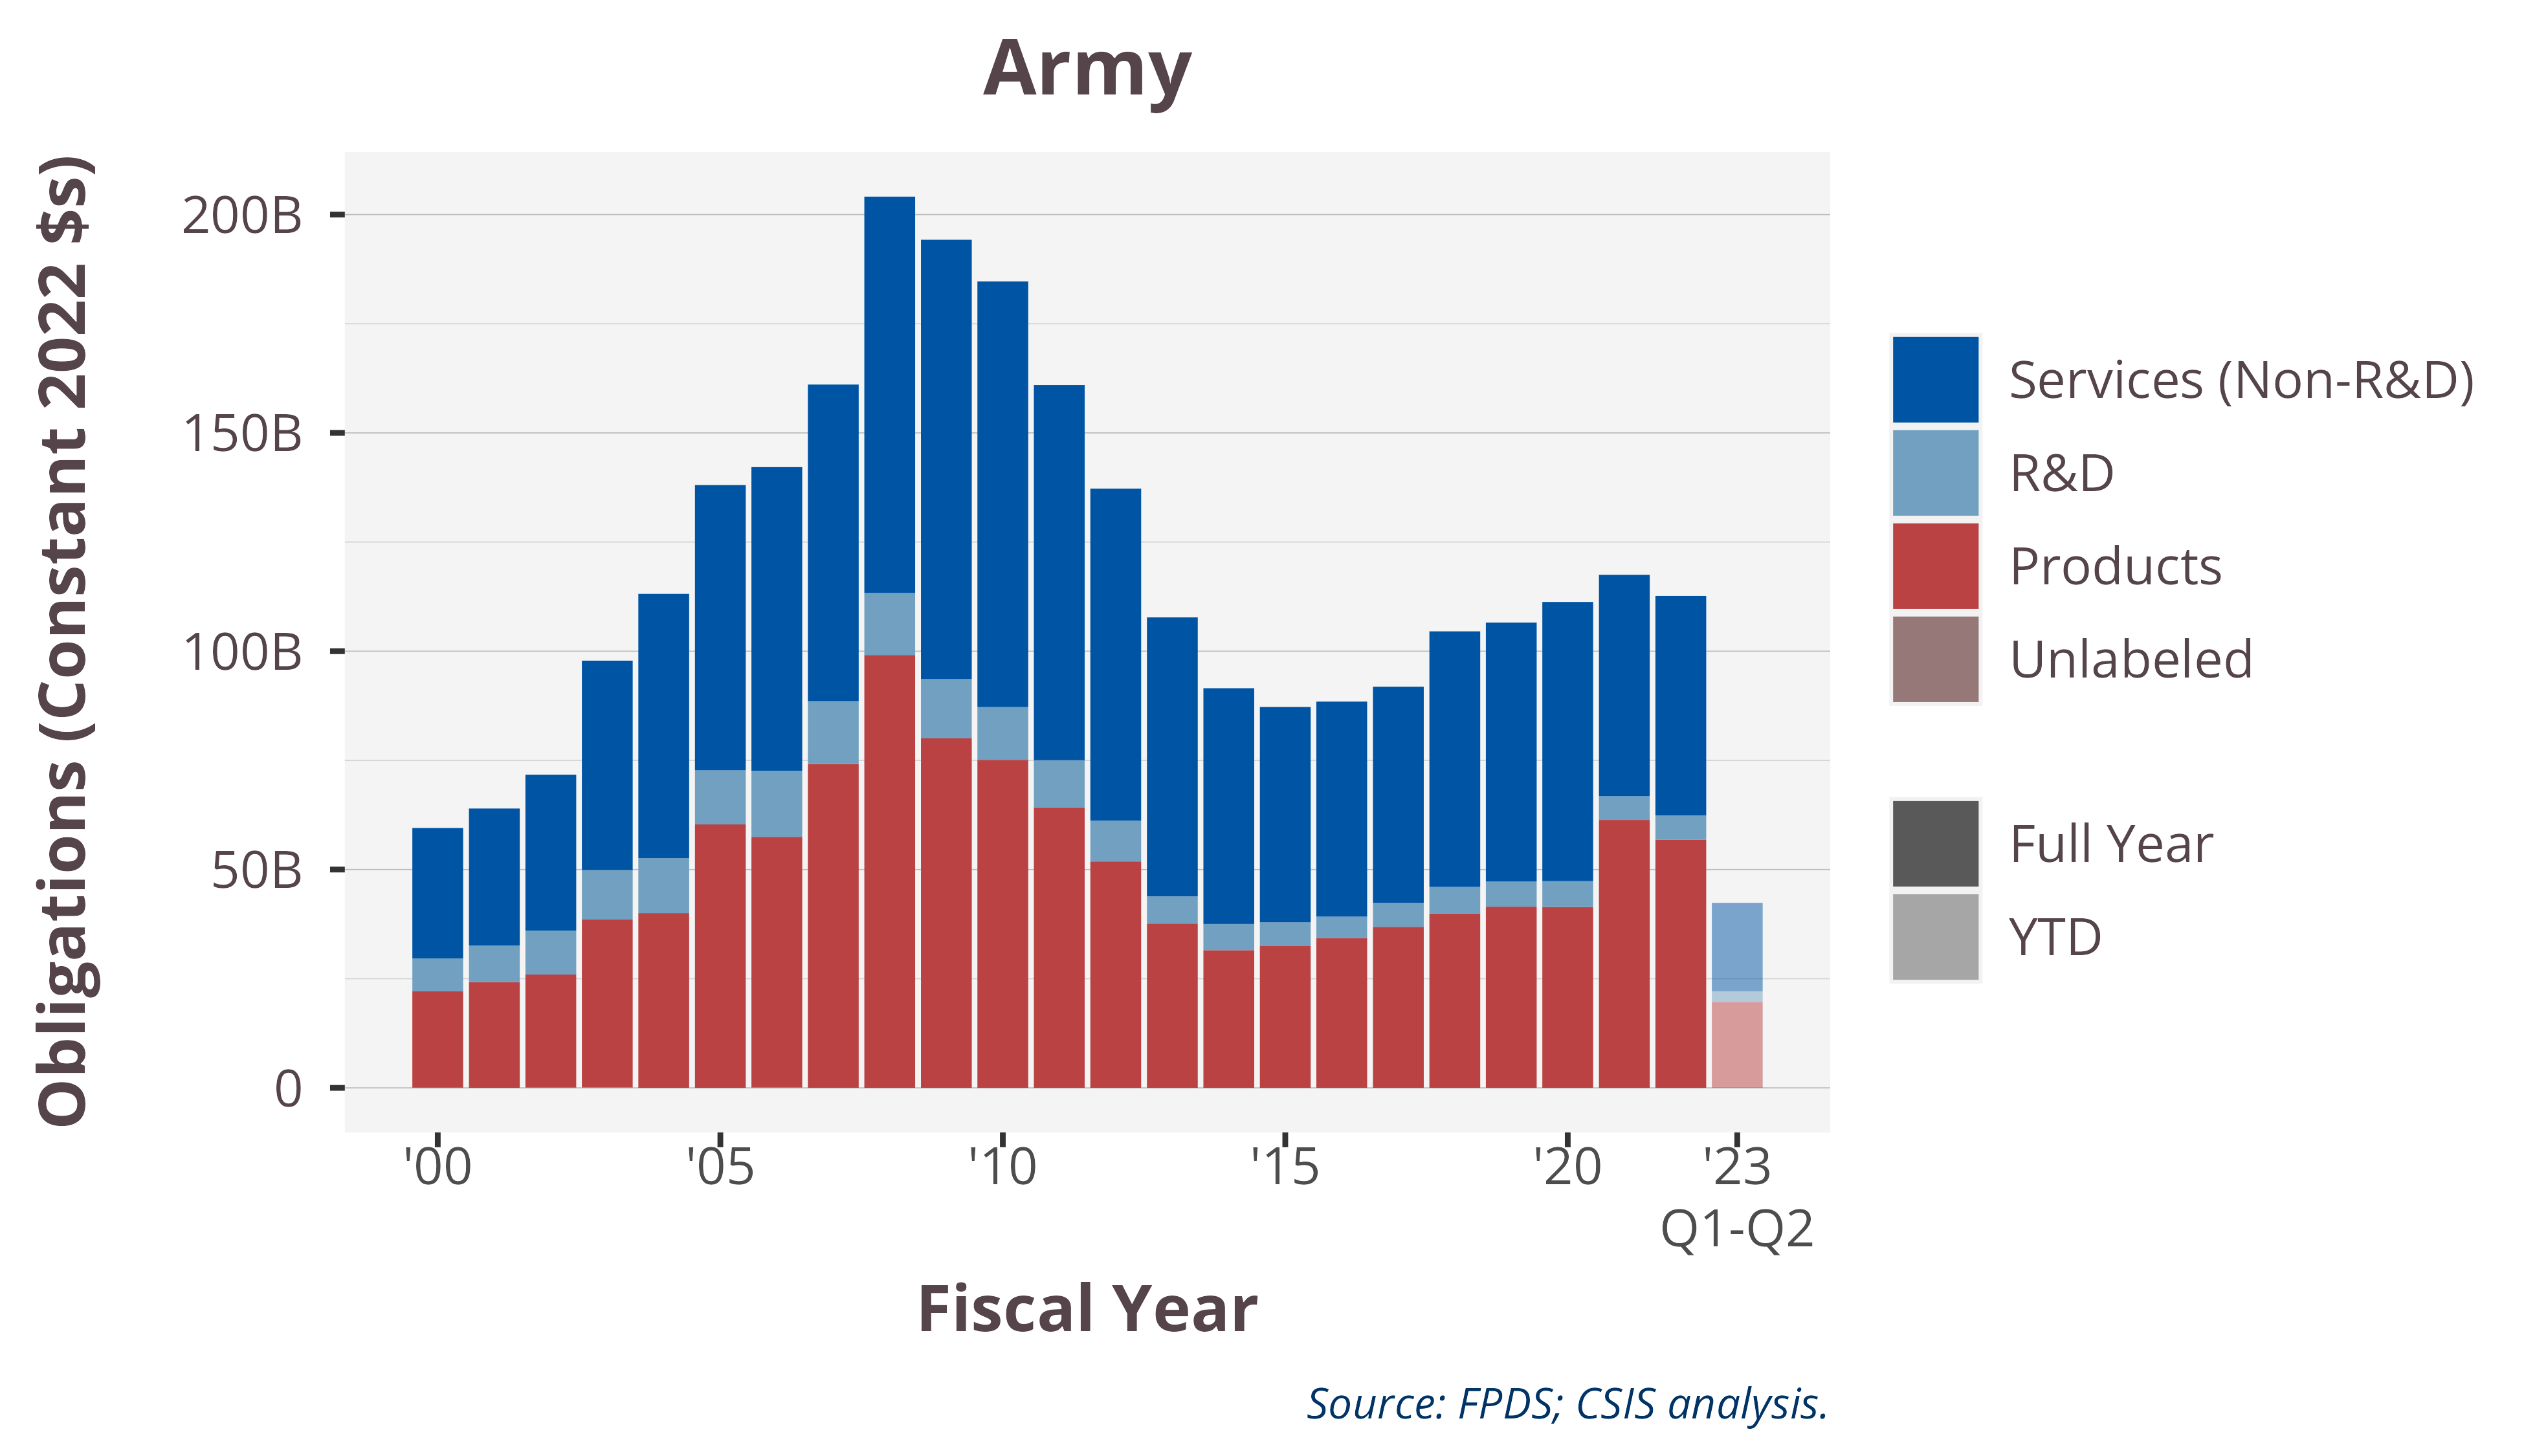 Army
Obligations (Constant 2022 $s)
200B
150B
100B
50B
0
'00
'05
'10
'15
'20
'23
Q1-Q2
Fiscal Year
Services (Non-R&D)
R&D
Products
Unlabeled
Full Year
YTD
Source: FPDS; CSIS analysis.